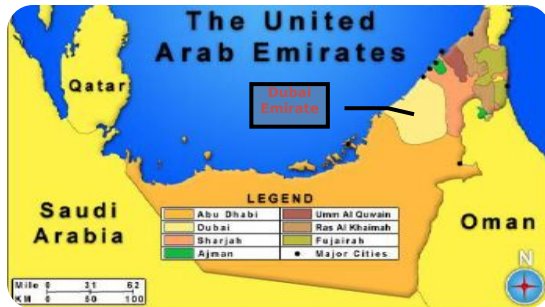 The United
Arab Emirates
Qatar
Dubai
Emirate
Saudi
Arabia
Oman
LEGEND
Abu Dhabi
Umm Al Quwain
Dubai
Ras Al Khaimah
Sharjah
Fujairah
Ajman
Major Cities
N
Mile 0 31 62
KM 0 50 100